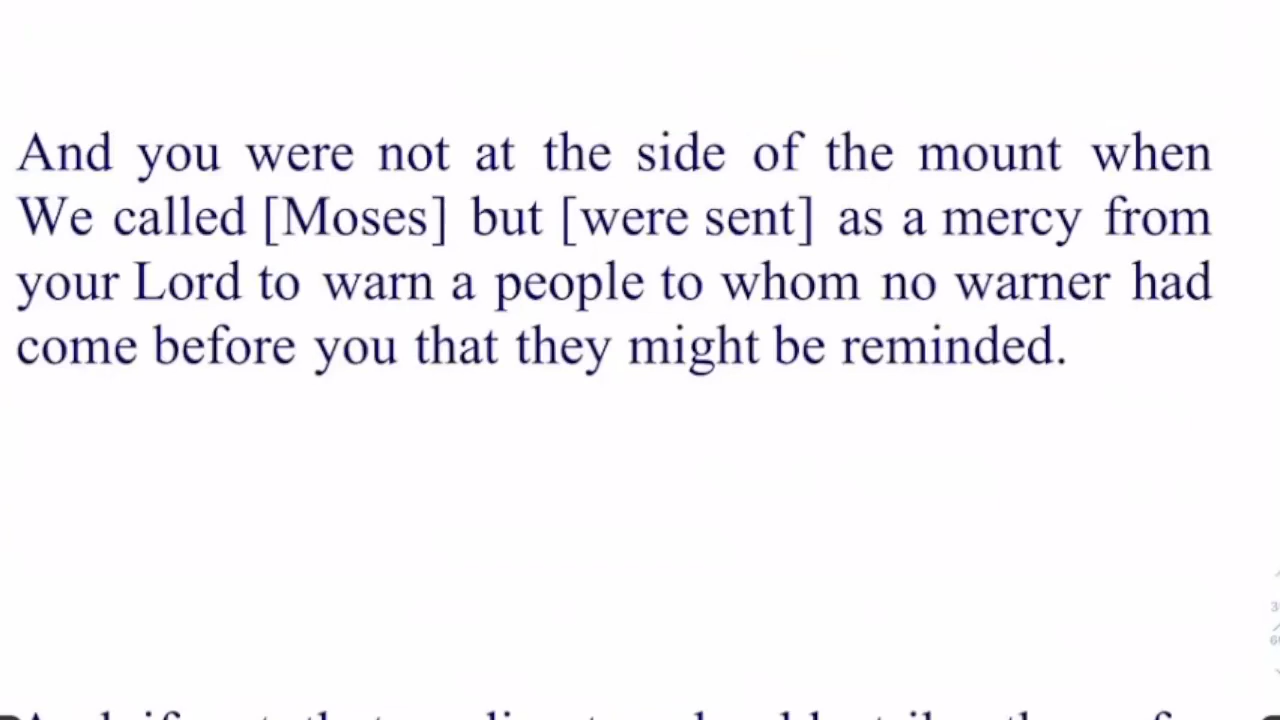 And you were not at the side of the mount when
We called [Moses] but [were sent] as a mercy from
your Lord to warn a people to whom no warner had
come before you that they might be reminded.